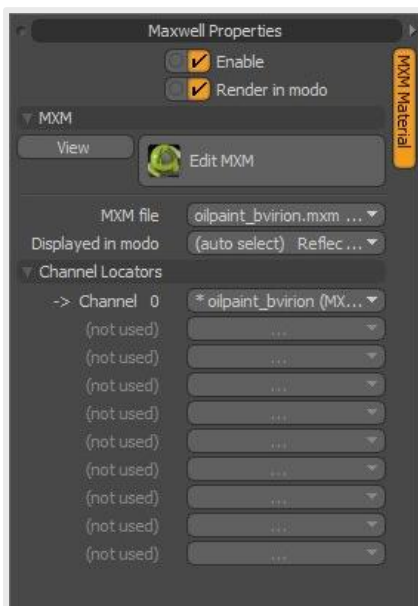 Maxwell Properties
Enable
Render in modo
MXM Material
MXM
View
Edit MXM
MXM file oilpaint_bvirion.mxm ...
Displayed in modo (auto select) Reflec ...
Channel Locators
-> Channel 0 * oilpaint_bvirion (MX...
(not used) ...
(not used) ...
(not used) ...
(not used) ...
(not used) ...
(not used) ...
(not used) ...
(not used) ...
(not used) ...